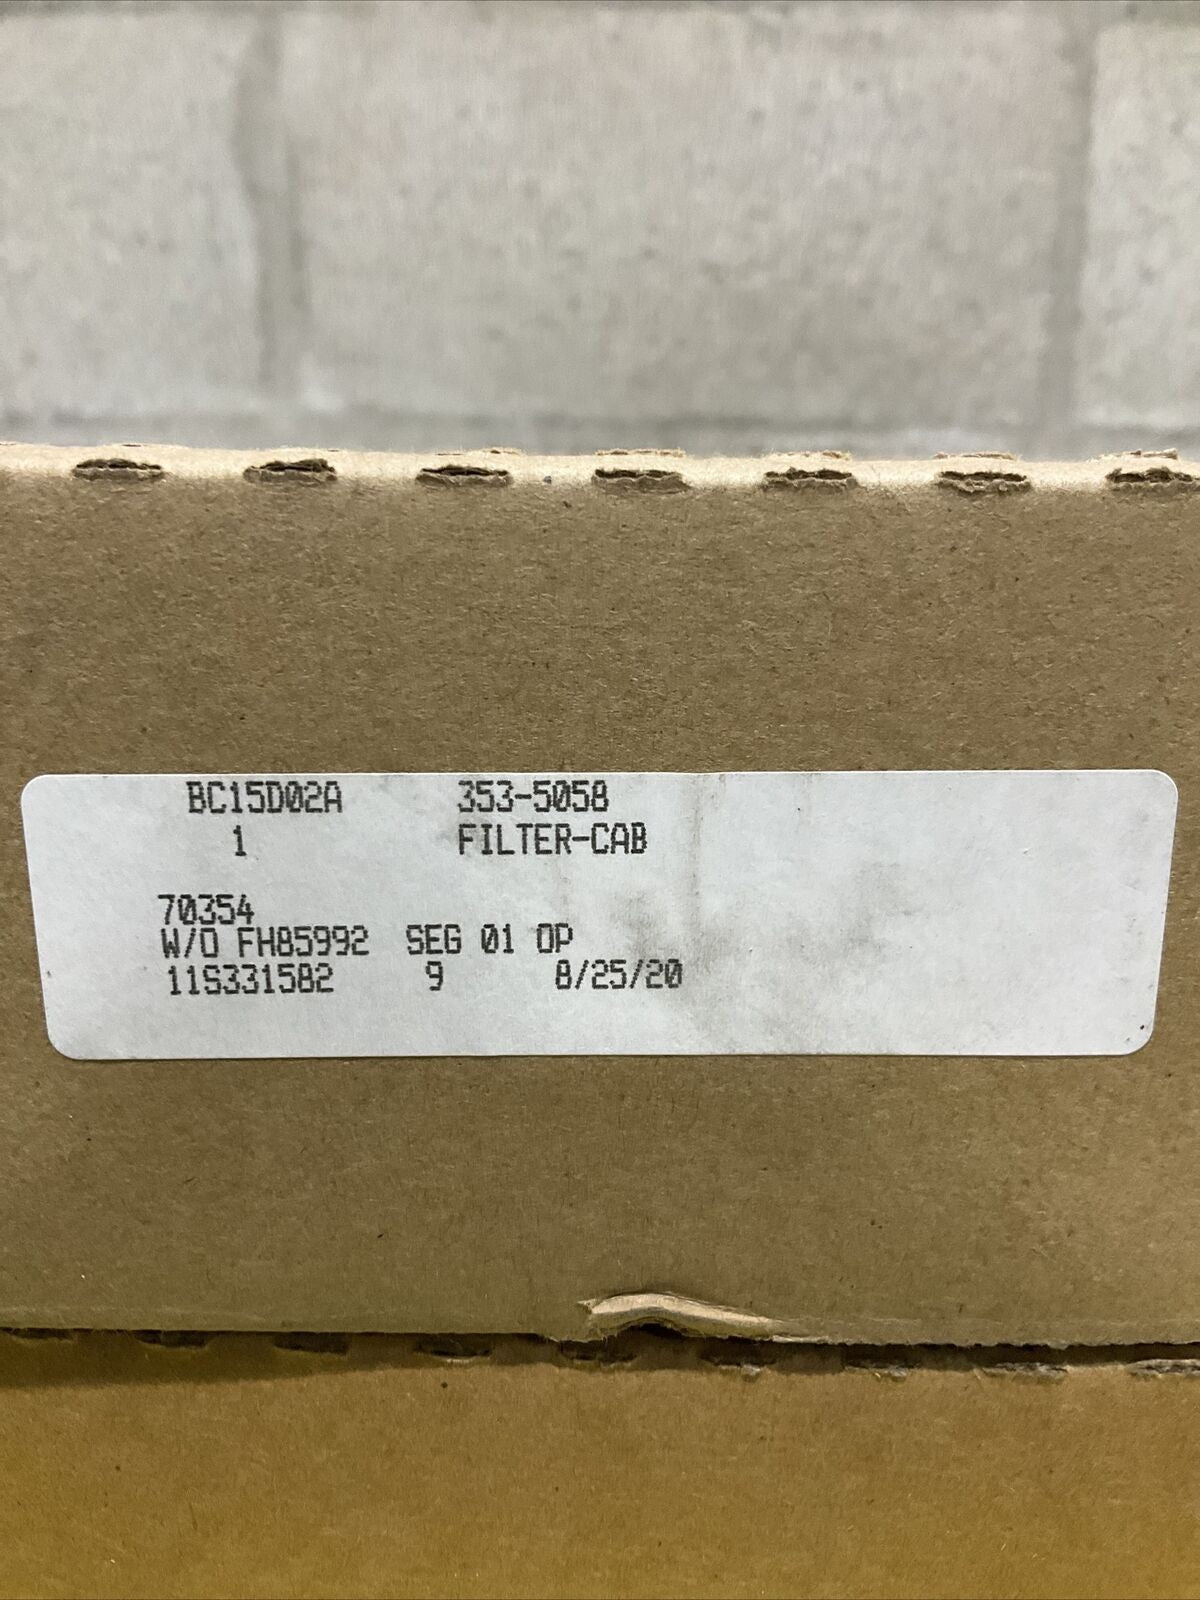 BC15D02A 353-5058
1 FILTER-CAB
70354
W/O FH85992 SEG 01 OP
11S331582 9 8/25/20